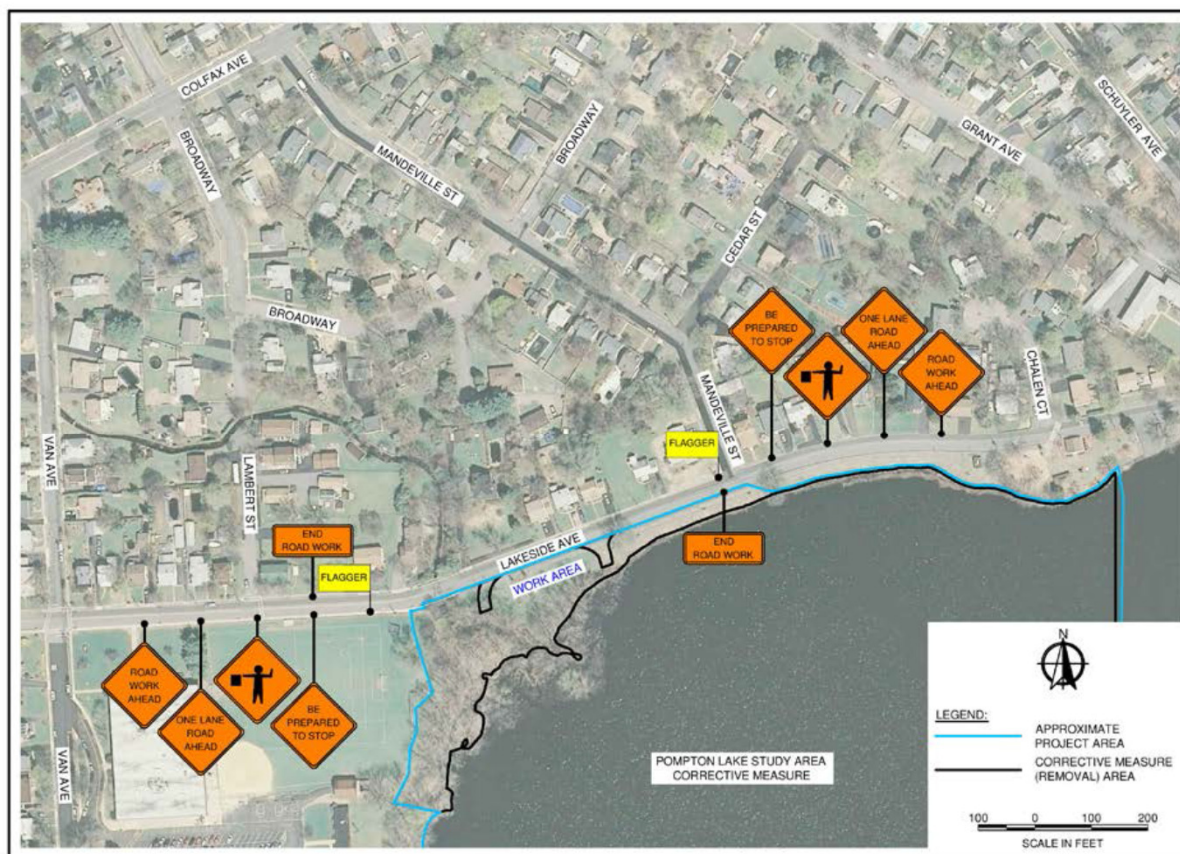 COLFAX AVE
BROADWAY
MANDEVILLE ST
BROADWAY
GRANT AVE
SCHUYLER AVE
CEDAR ST
BROADWAY
BE
PREPARED
TO STOP
ONE LANE
ROAD
AHEAD
ROAD
WORK
AHEAD
CHALEN CT
MANDEVILLE ST
VAN AVE
LAMBERT ST
FLAGGER
END
ROAD WORK
FLAGGER
LAKESIDE AVE
WORK AREA
END
ROAD WORK
ROAD
WORK
AHEAD
ONE LANE
ROAD
AHEAD
BE
PREPARED
TO STOP
VAN AVE
POMPTON LAKE STUDY AREA
CORRECTIVE MEASURE
N
LEGEND:
APPROXIMATE
PROJECT AREA
CORRECTIVE MEASURE
(REMOVAL) AREA
100 0 100 200
SCALE IN FEET